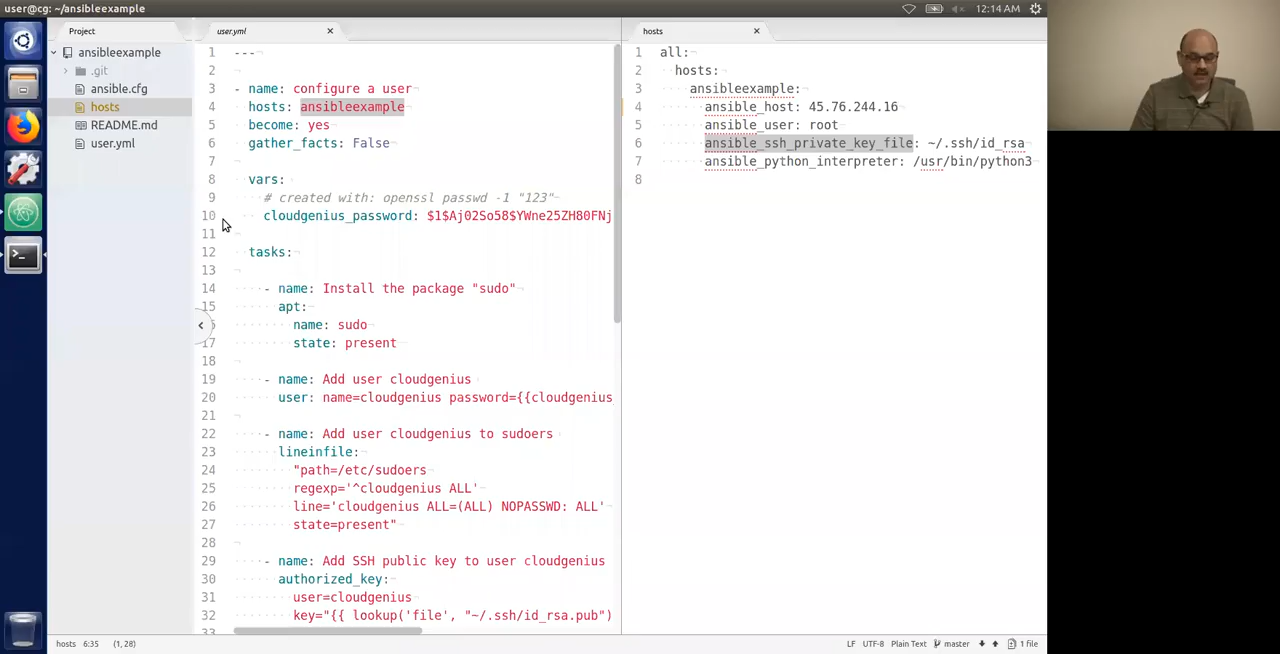 user@cg: ~/ansibleexample
12:14 AM
Project
ansibleexample
.git
ansible.cfg
hosts
README.md
user.yml
user.yml
1 ---
2
3 - name: configure a user
4 hosts: ansibleexample
5 become: yes
6 gather_facts: False
7
8 vars:
9 # created with: openssl passwd -1 "123"
10 cloudgenius_password: $1$Aj02So58$YWne25ZH80FNj
11
12 tasks:
13
14 - name: Install the package "sudo"
15 apt:
16 name: sudo
17 state: present
18
19 - name: Add user cloudgenius
20 user: name=cloudgenius password={{cloudgenius
21
22 - name: Add user cloudgenius to sudoers
23 lineinfile:
24 "path=/etc/sudoers
25 regexp='^cloudgenius ALL'
26 line='cloudgenius ALL=(ALL) NOPASSWD: ALL'
27 state=present"
28
29 - name: Add SSH public key to user cloudgenius
30 authorized_key:
31 user=cloudgenius
32 key="{{ lookup('file', "~/.ssh/id_rsa.pub")
33
hosts
1 all:
2 hosts:
3 ansibleexample:
4 ansible_host: 45.76.244.16
5 ansible_user: root
6 ansible_ssh_private_key_file: ~/.ssh/id_rsa
7 ansible_python_interpreter: /usr/bin/python3
8
hosts 6:35 (1, 28)
LF UTF-8 Plain Text master 1 file